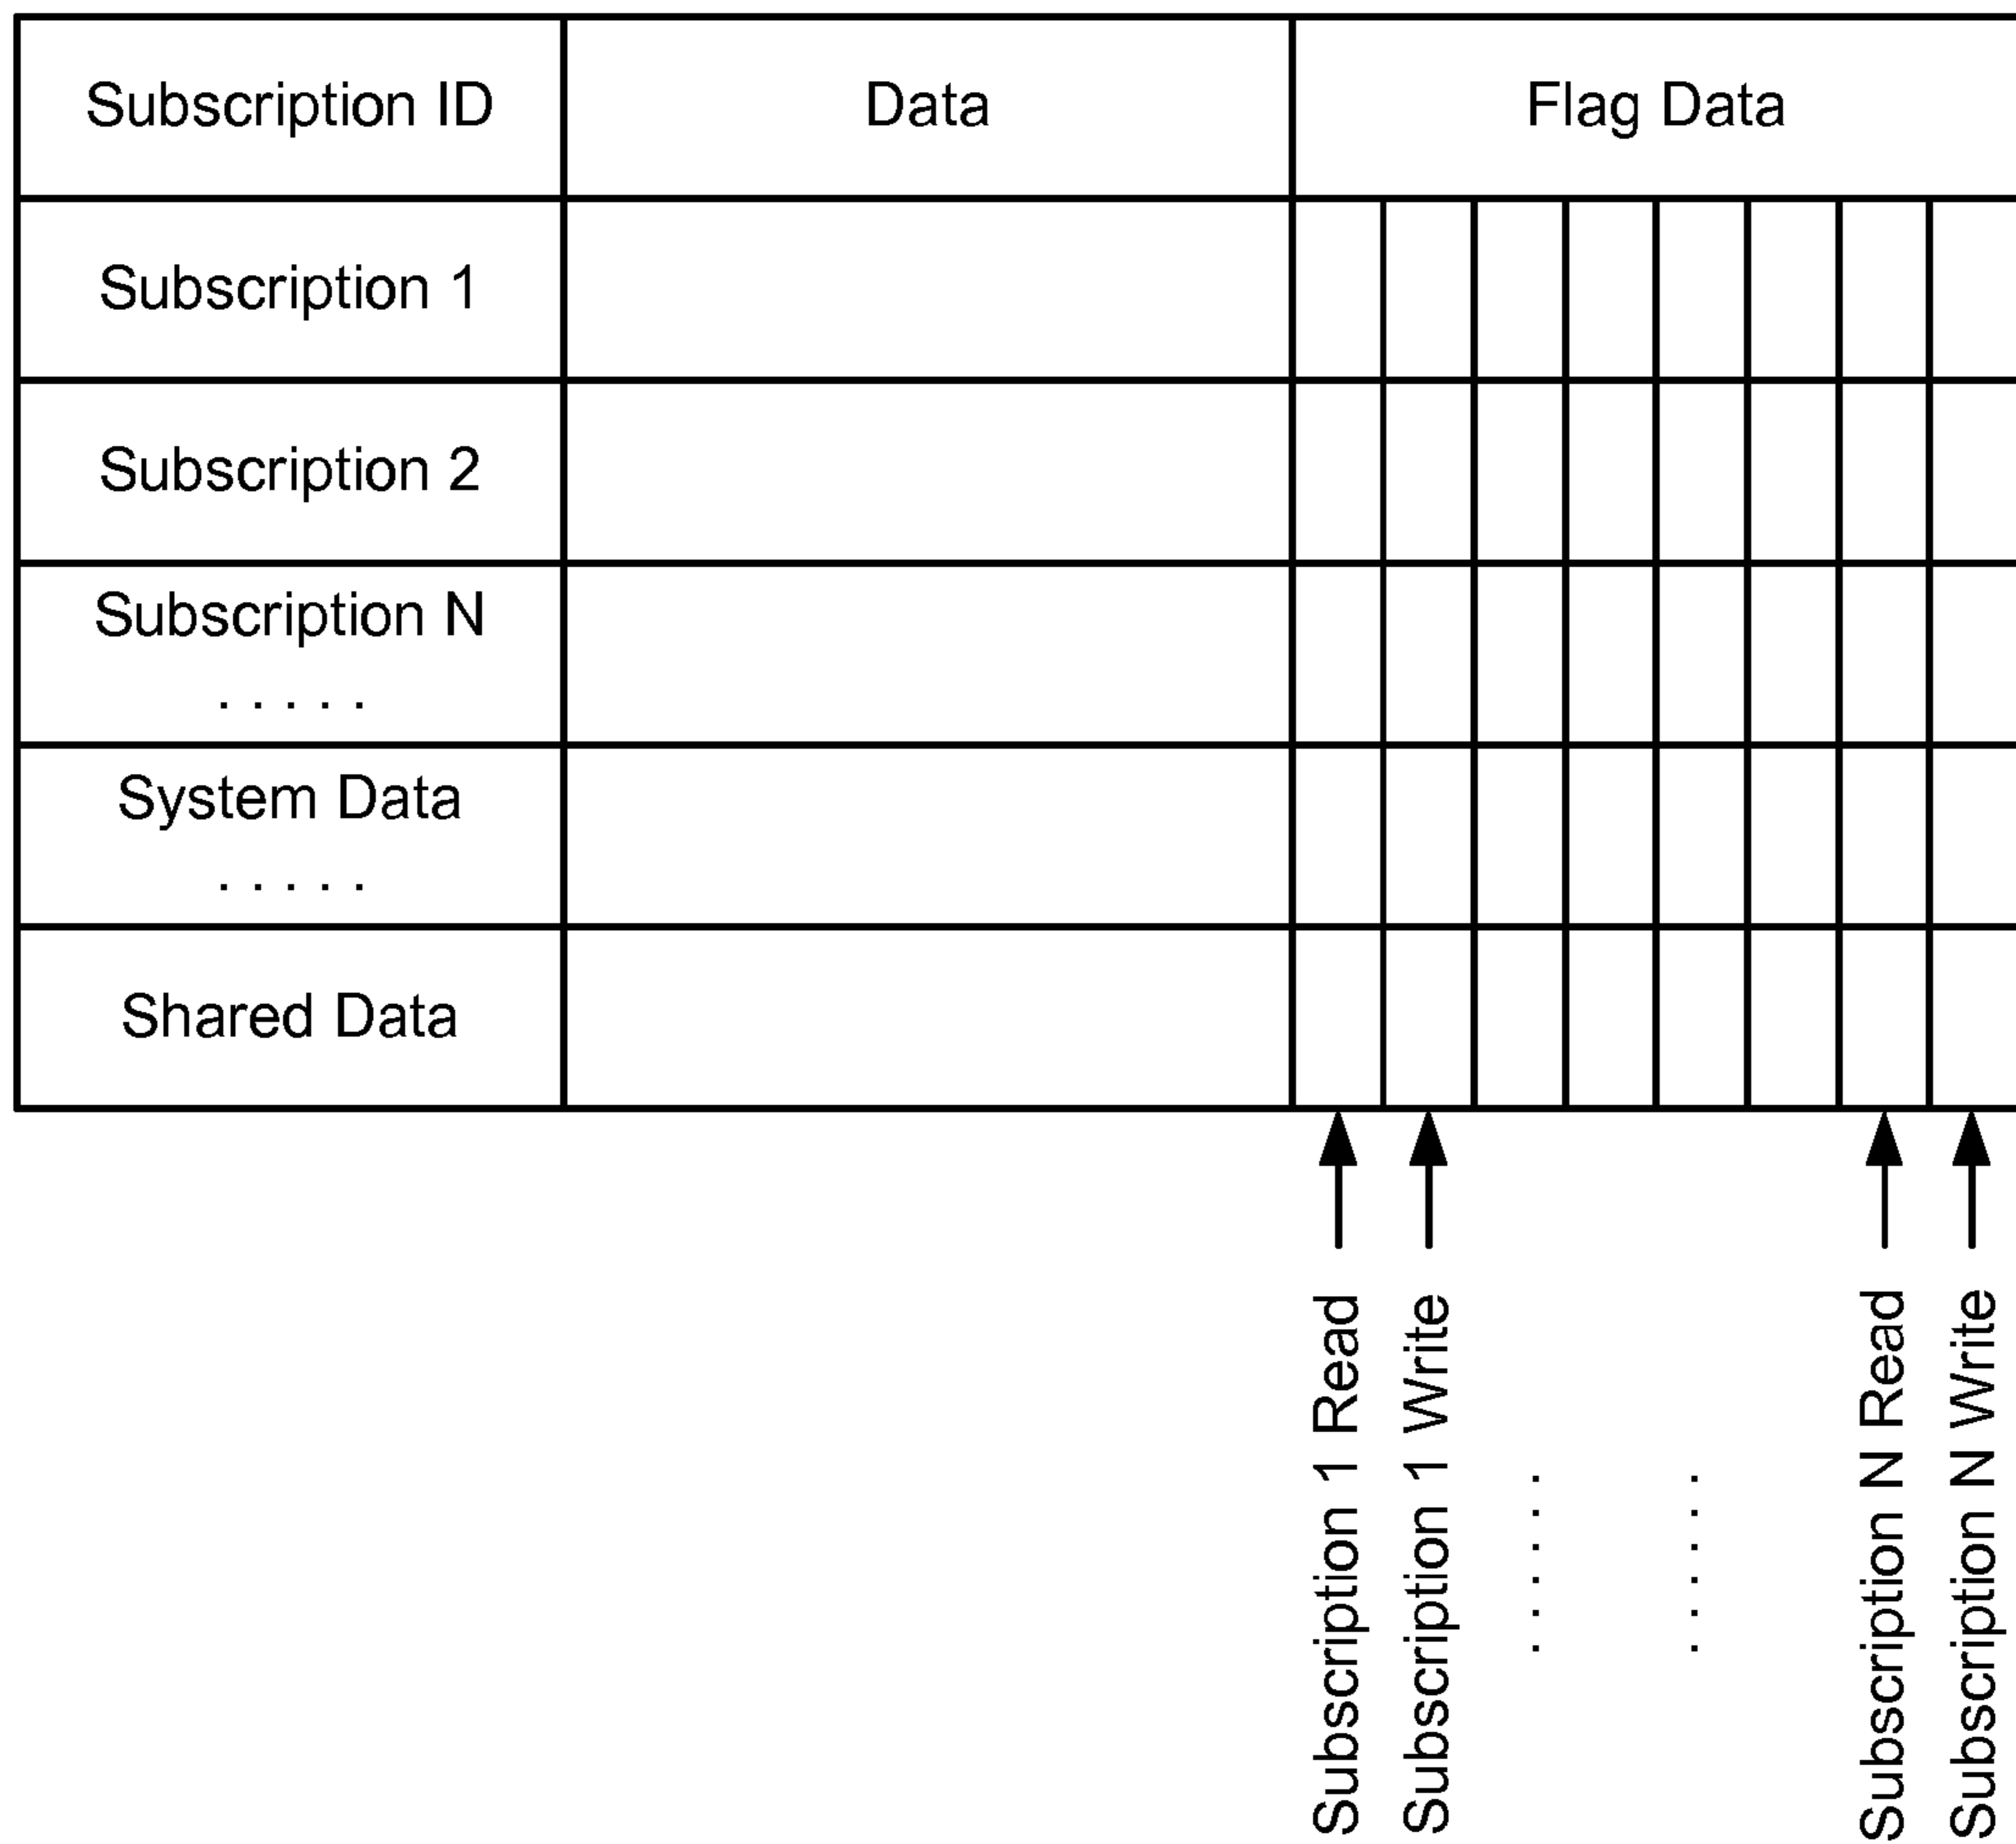 Subscription ID
Data
Flag Data
Subscription 1
Subscription 2
Subscription N
. . . . .
System Data
. . . . .
Shared Data
Subscription 1 Read
Subscription 1 Write
. . . . . .
. . . . . .
Subscription N Read
Subscription N Write